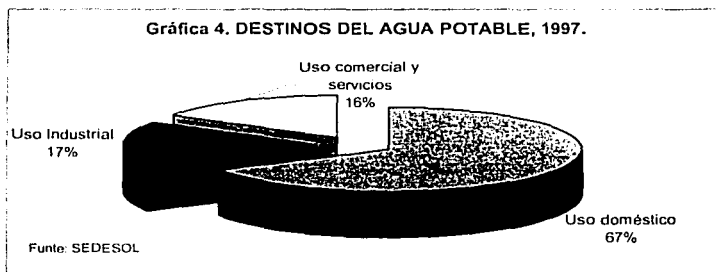 Gráfica 4. DESTINOS DEL AGUA POTABLE, 1997.
Uso comercial y
servicios
16%
Uso Industrial
17%
Uso doméstico
67%
Funte: SEDESOL